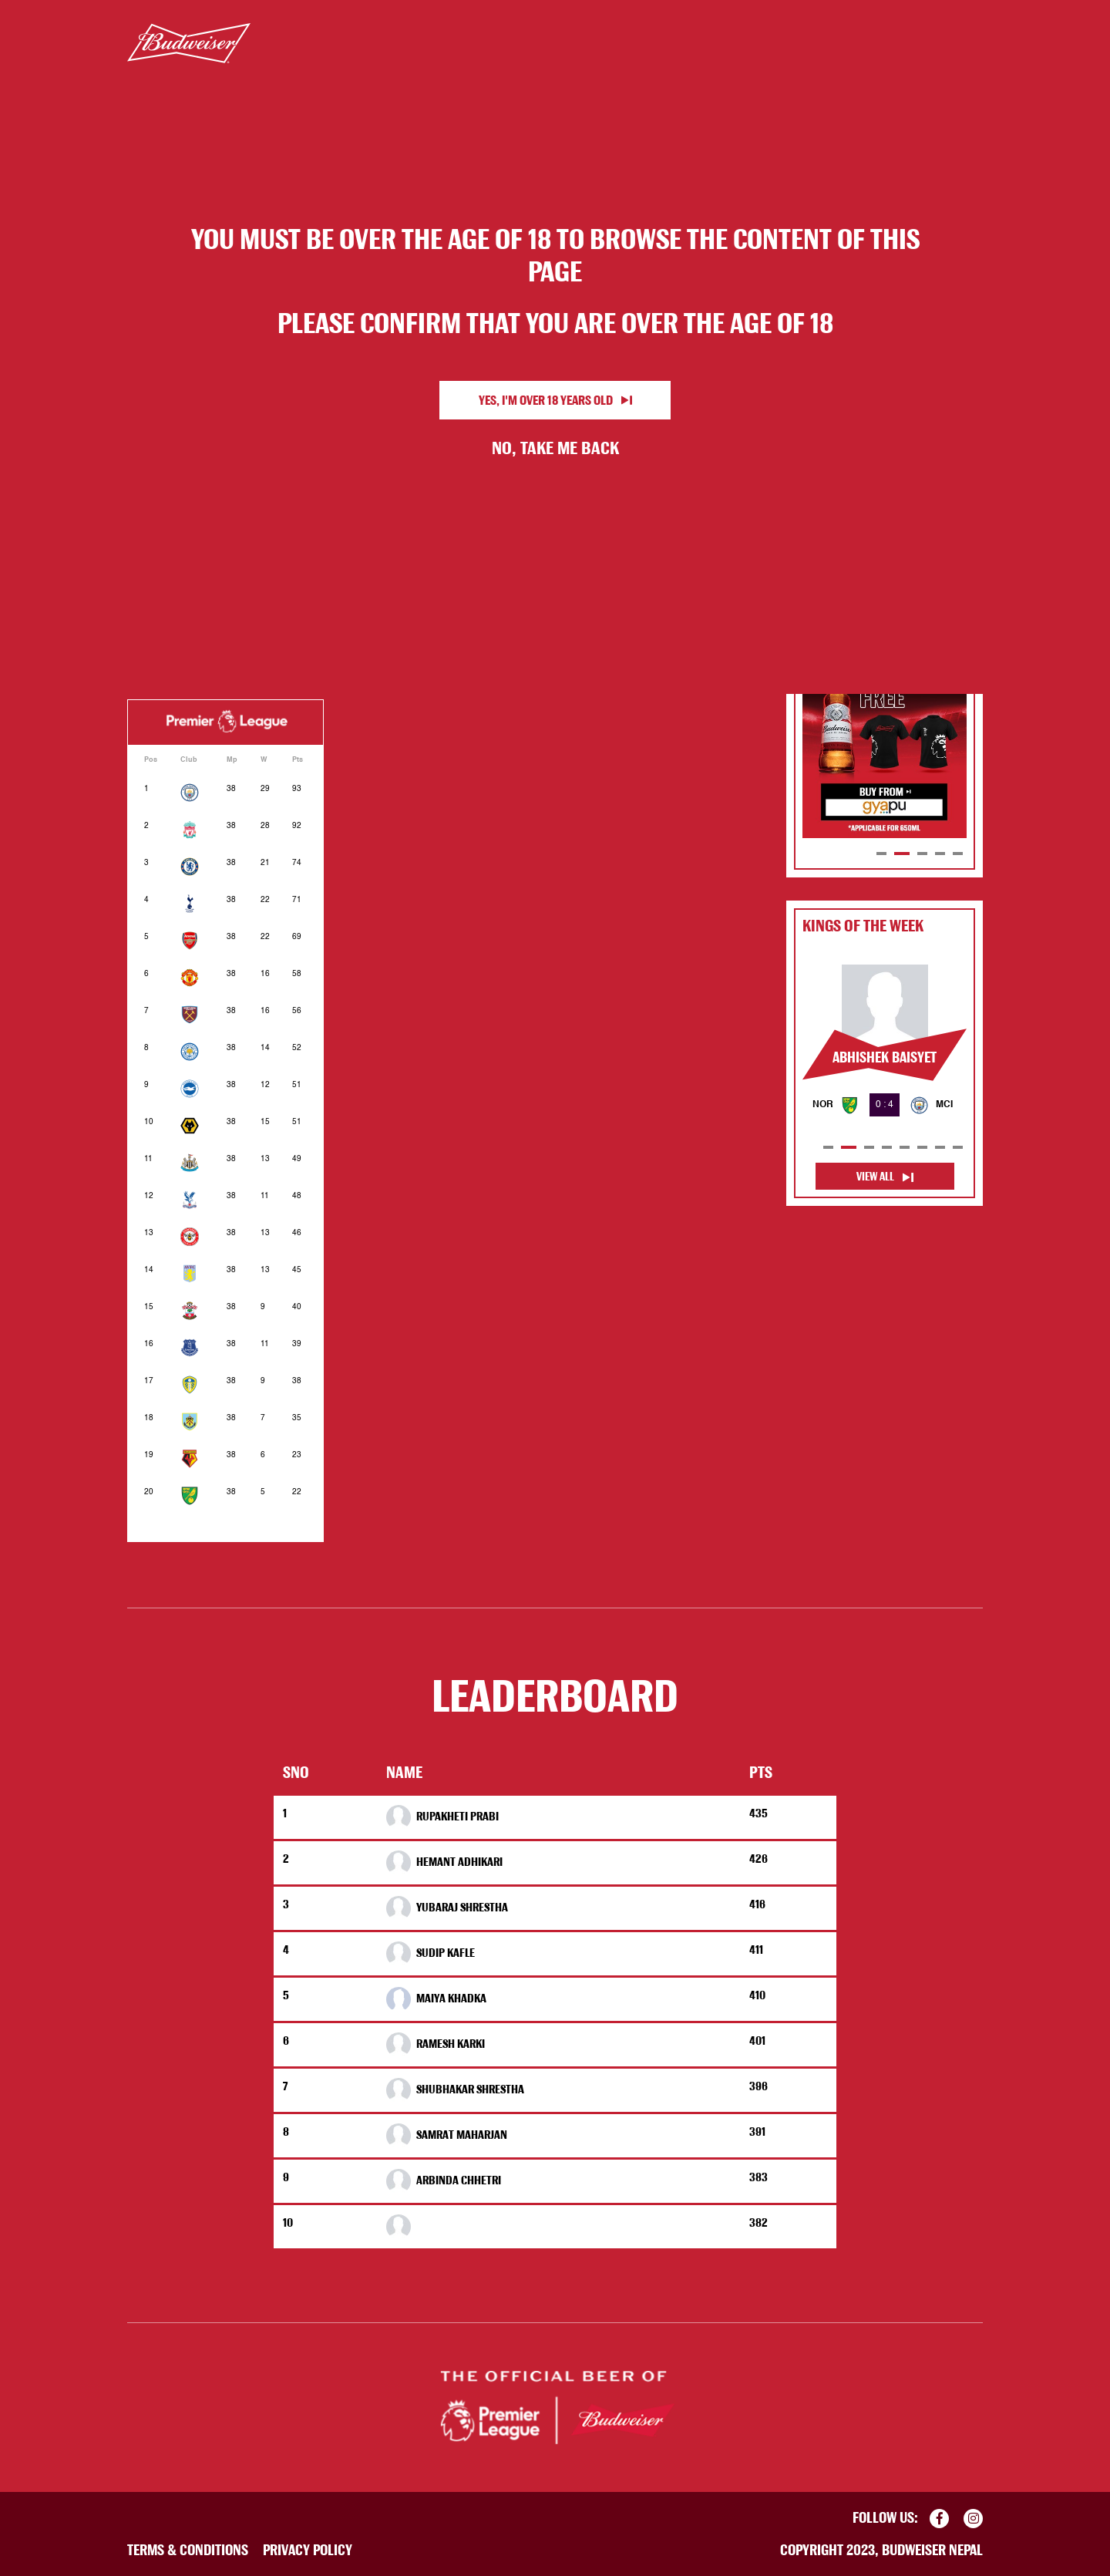 Budweiser
YOU MUST BE OVER THE AGE OF 18 TO BROWSE THE CONTENT OF THIS
PAGE
PLEASE CONFIRM THAT YOU ARE OVER THE AGE OF 18
YES, I'M OVER 18 YEARS OLD
NO, TAKE ME BACK
Premier League
Pos Club Mp W Pts
1 38 29 93
2 38 28 92
3 38 21 74
4 38 22 71
5 38 22 69
6 38 16 58
7 38 16 56
8 38 14 52
9 38 12 51
10 38 15 51
11 38 13 49
12 38 11 48
13 38 13 46
14 38 13 45
15 38 9 40
16 38 11 39
17 38 9 38
18 38 7 35
19 38 6 23
20 38 5 22
FREE
Budweiser
BUY FROM
gyapu
*APPLICABLE FOR 650ML
KINGS OF THE WEEK
ABHISHEK BAISYET
NOR 0 : 4 MCI
VIEW ALL
LEADERBOARD
SNO NAME PTS
1 RUPAKHETI PRABI 435
2 HEMANT ADHIKARI 426
3 YUBARAJ SHRESTHA 416
4 SUDIP KAFLE 411
5 MAIYA KHADKA 410
6 RAMESH KARKI 401
7 SHUBHAKAR SHRESTHA 396
8 SAMRAT MAHARJAN 391
9 ARBINDA CHHETRI 383
10 382
THE OFFICIAL BEER OF
Premier
League
Budweiser
FOLLOW US:
TERMS & CONDITIONS PRIVACY POLICY
COPYRIGHT 2023, BUDWEISER NEPAL